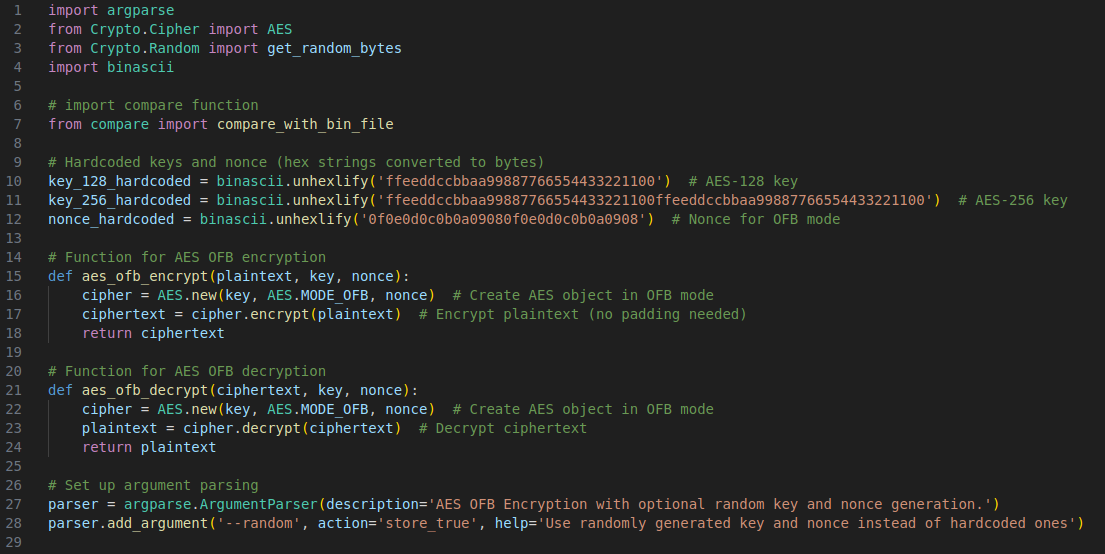 1 import argparse
2 from Crypto.Cipher import AES
3 from Crypto.Random import get_random_bytes
4 import binascii
5
6 # import compare function
7 from compare import compare_with_bin_file
8
9 # Hardcoded keys and nonce (hex strings converted to bytes)
10 key_128_hardcoded = binascii.unhexlify('ffeeddccbbaa99887766554433221100')  # AES-128 key
11 key_256_hardcoded = binascii.unhexlify('ffeeddccbbaa99887766554433221100ffeeddccbbaa99887766554433221100')  # AES-256 key
12 nonce_hardcoded = binascii.unhexlify('0f0e0d0c0b0a09080f0e0d0c0b0a0908')  # Nonce for OFB mode
13
14 # Function for AES OFB encryption
15 def aes_ofb_encrypt(plaintext, key, nonce):
16     cipher = AES.new(key, AES.MODE_OFB, nonce)  # Create AES object in OFB mode
17     ciphertext = cipher.encrypt(plaintext)  # Encrypt plaintext (no padding needed)
18     return ciphertext
19
20 # Function for AES OFB decryption
21 def aes_ofb_decrypt(ciphertext, key, nonce):
22     cipher = AES.new(key, AES.MODE_OFB, nonce)  # Create AES object in OFB mode
23     plaintext = cipher.decrypt(ciphertext)  # Decrypt ciphertext
24     return plaintext
25
26 # Set up argument parsing
27 parser = argparse.ArgumentParser(description='AES OFB Encryption with optional random key and nonce generation.')
28 parser.add_argument('--random', action='store_true', help='Use randomly generated key and nonce instead of hardcoded ones')
29